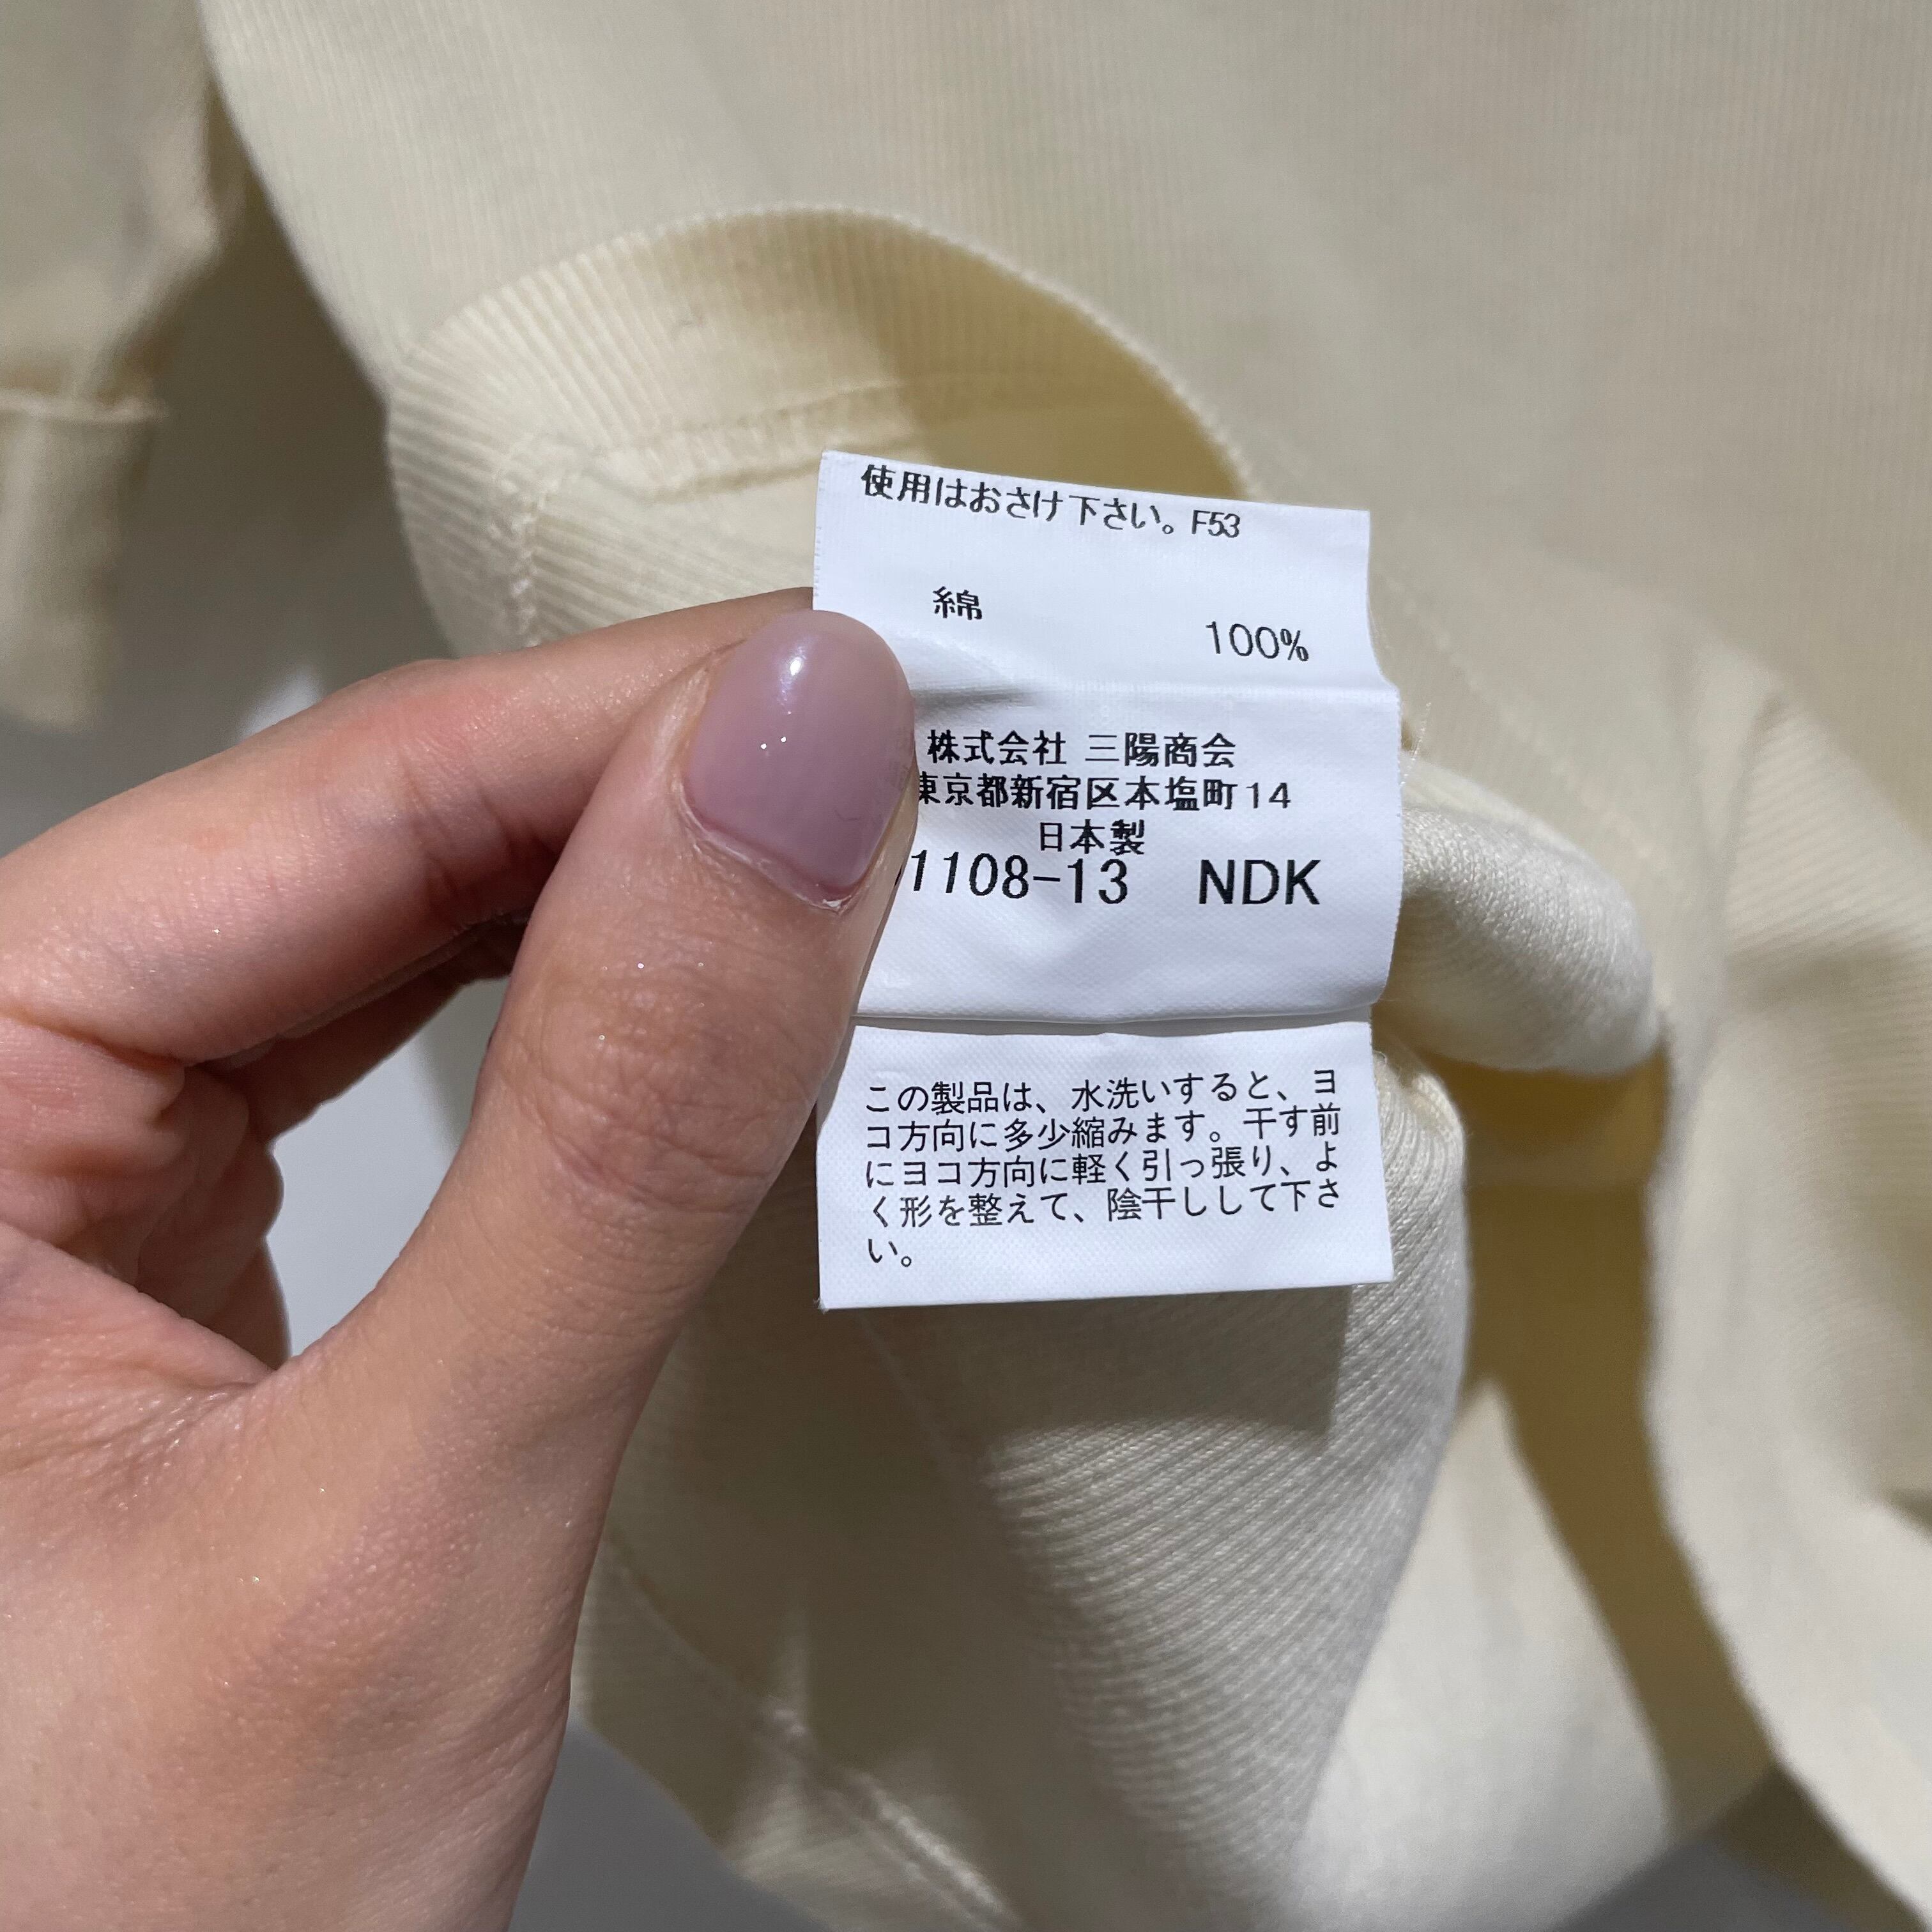 使用はおさけ下さい。F53
綿
100%
株式会社 三陽商会
東京都新宿区本塩町14
日本製
1108-13 NDK
この製品は、水洗いすると、ヨ
コ方向に多少縮みます。干す前
にヨコ方向に軽く引っ張り、よ
く形を整えて、陰干しして下さ
い。